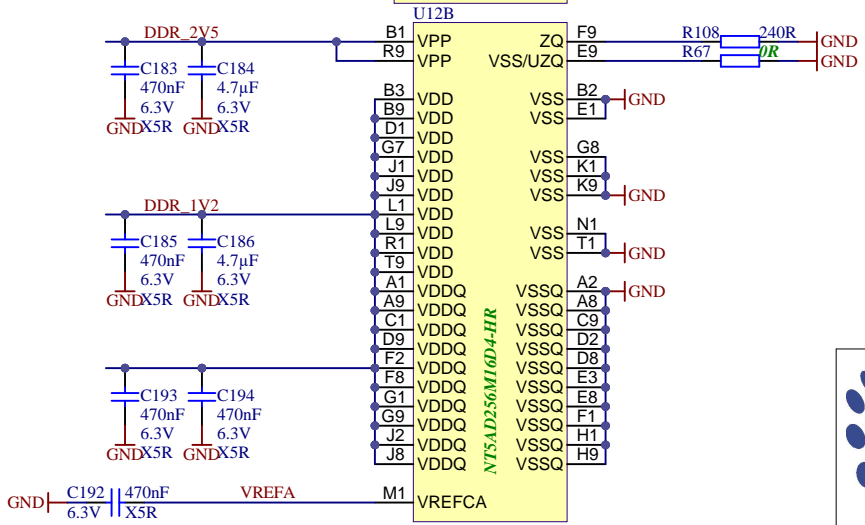 U12B
DDR_2V5 B1 VPP ZQ F9 R108 240R GND
R9 VPP VSS/UZQ E9 R67 0R GND
C183 C184
470nF 4.7µF
6.3V 6.3V
GND X5R GND X5R
B3 VDD VSS B2 GND
B9 VDD VSS E1
D1 VDD
G7 VDD VSS G8
J1 VDD VSS K1
J9 VDD VSS K9 GND
DDR_1V2 L1 VDD
L9 VDD VSS N1
R1 VDD VSS T1 GND
T9 VDD
C185 C186
470nF 4.7µF
6.3V 6.3V
GND X5R GND X5R
A1 VDDQ VSSQ A2 GND
A9 VDDQ VSSQ A8
C1 VDDQ VSSQ C9
D9 VDDQ VSSQ D2
F2 VDDQ VSSQ D8
F8 VDDQ VSSQ E3
G1 VDDQ VSSQ E8
G9 VDDQ VSSQ F1
J2 VDDQ VSSQ H1
J8 VDDQ VSSQ H9
NT5AD256M16D4-HR
C193 C194
470nF 470nF
6.3V 6.3V
GND X5R GND X5R
GND C192 470nF VREFA M1 VREFCA
6.3V X5R